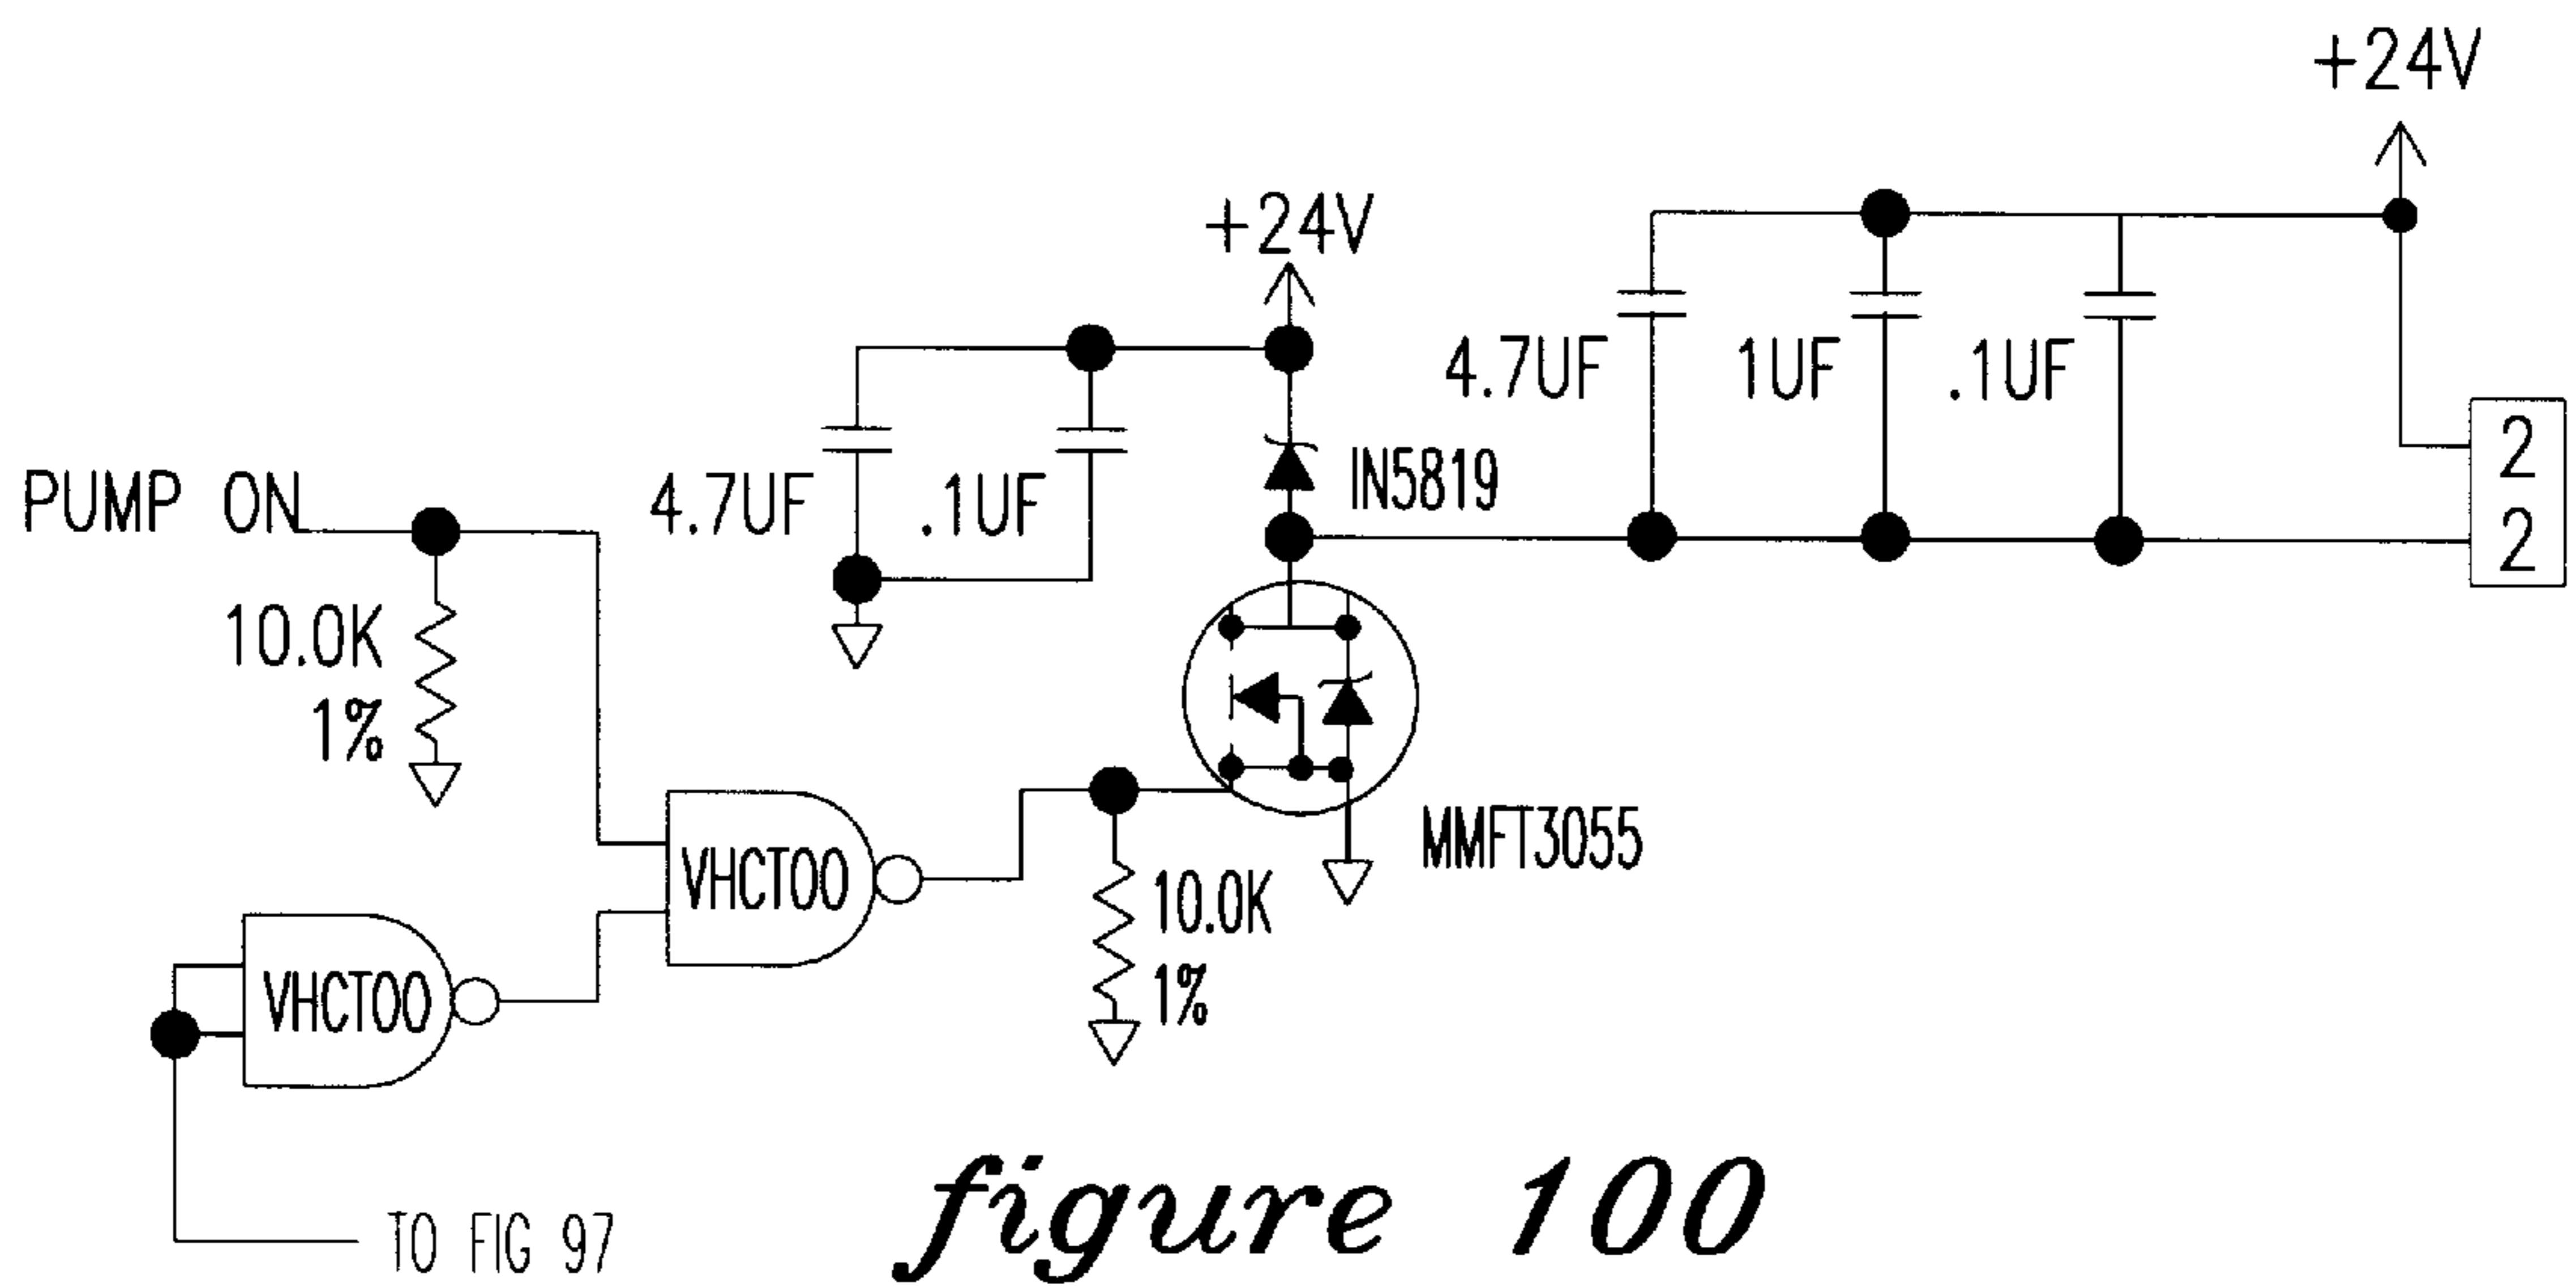 +24V
+24V
4.7UF
1UF
.1UF
IN5819
2
2
PUMP ON
4.7UF
.1UF
10.0K
1%
MMFT3055
VHCT00
10.0K
1%
VHCT00
TO FIG 97
figure 100